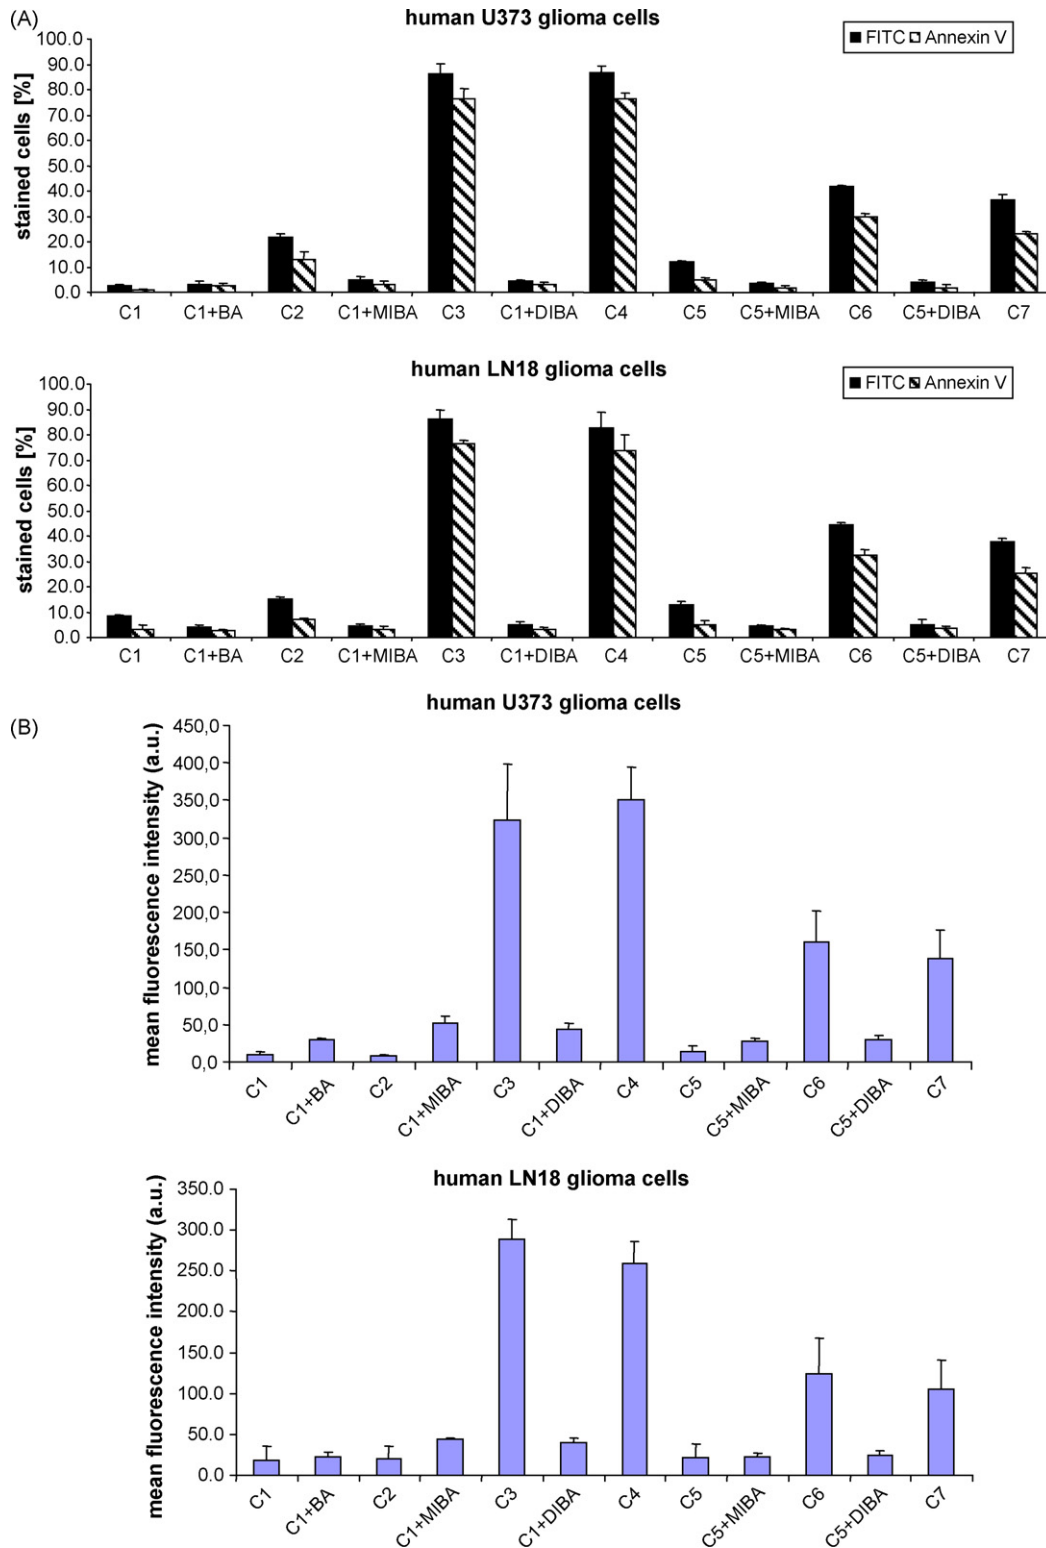 (A)
human U373 glioma cells
FITC Annexin V
stained cells [%]
100.0
90.0
80.0
70.0
60.0
50.0
40.0
30.0
20.0
10.0
0.0
C1 C1+BA C2 C1+MIBA C3 C1+DIBA C4 C5 C5+MIBA C6 C5+DIBA C7
human LN18 glioma cells
FITC Annexin V
stained cells [%]
100.0
90.0
80.0
70.0
60.0
50.0
40.0
30.0
20.0
10.0
0.0
C1 C1+BA C2 C1+MIBA C3 C1+DIBA C4 C5 C5+MIBA C6 C5+DIBA C7
(B)
human U373 glioma cells
mean fluorescence intensity (a.u.)
450,0
400,0
350,0
300,0
250,0
200,0
150,0
100,0
50,0
0,0
C1 C1+BA C2 C1+MIBA C3 C1+DIBA C4 C5 C5+MIBA C6 C5+DIBA C7
human LN18 glioma cells
mean fluorescence intensity (a.u.)
350.0
300.0
250.0
200.0
150.0
100.0
50.0
0.0
C1 C1+BA C2 C1+MIBA C3 C1+DIBA C4 C5 C5+MIBA C6 C5+DIBA C7